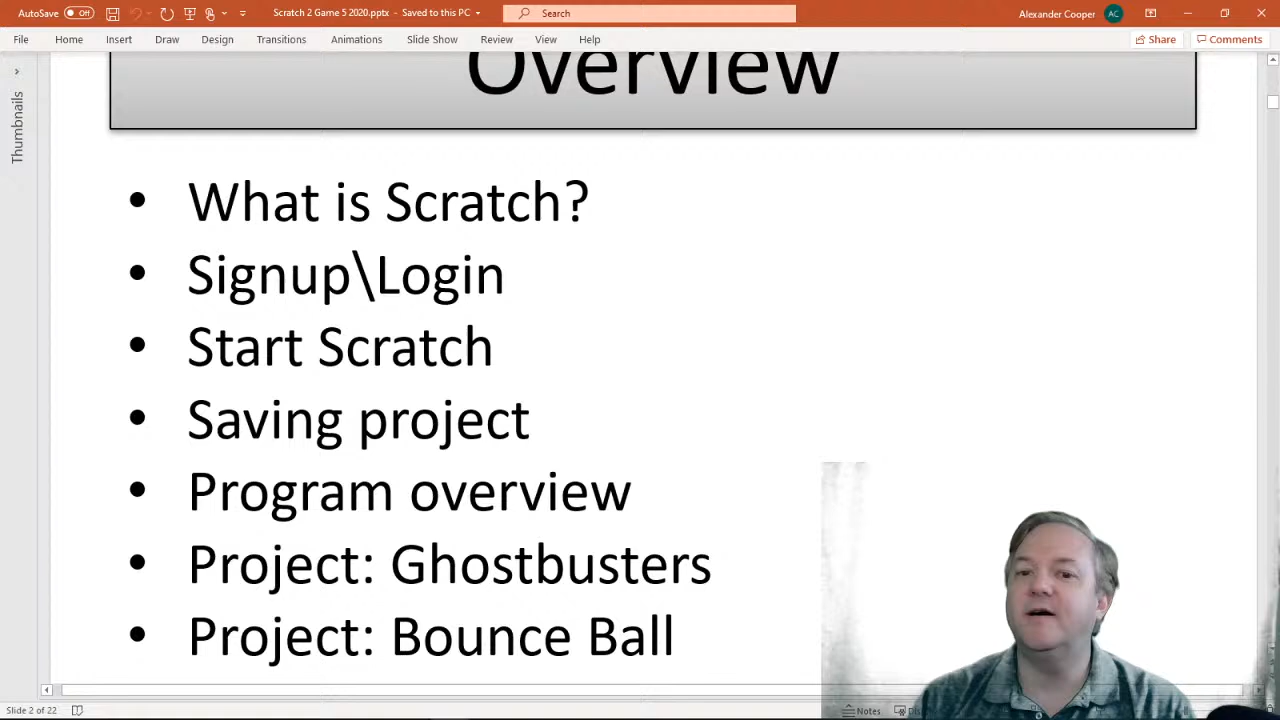 AutoSave Off Scratch 2 Game 5 2020.pptx - Saved to this PC Search Alexander Cooper AC
File Home Insert Draw Design Transitions Animations Slide Show Review View Help Share Comments
Thumbnails
Overview
• What is Scratch?
• Signup\Login
• Start Scratch
• Saving project
• Program overview
• Project: Ghostbusters
• Project: Bounce Ball
Slide 2 of 22 Notes